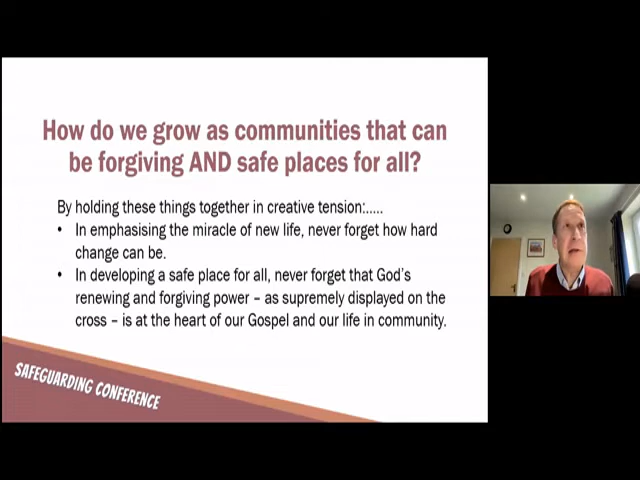 How do we grow as communities that can
be forgiving AND safe places for all?
By holding these things together in creative tension:.....
• In emphasising the miracle of new life, never forget how hard
change can be.
• In developing a safe place for all, never forget that God's
renewing and forgiving power – as supremely displayed on the
cross – is at the heart of our Gospel and our life in community.
SAFEGUARDING CONFERENCE